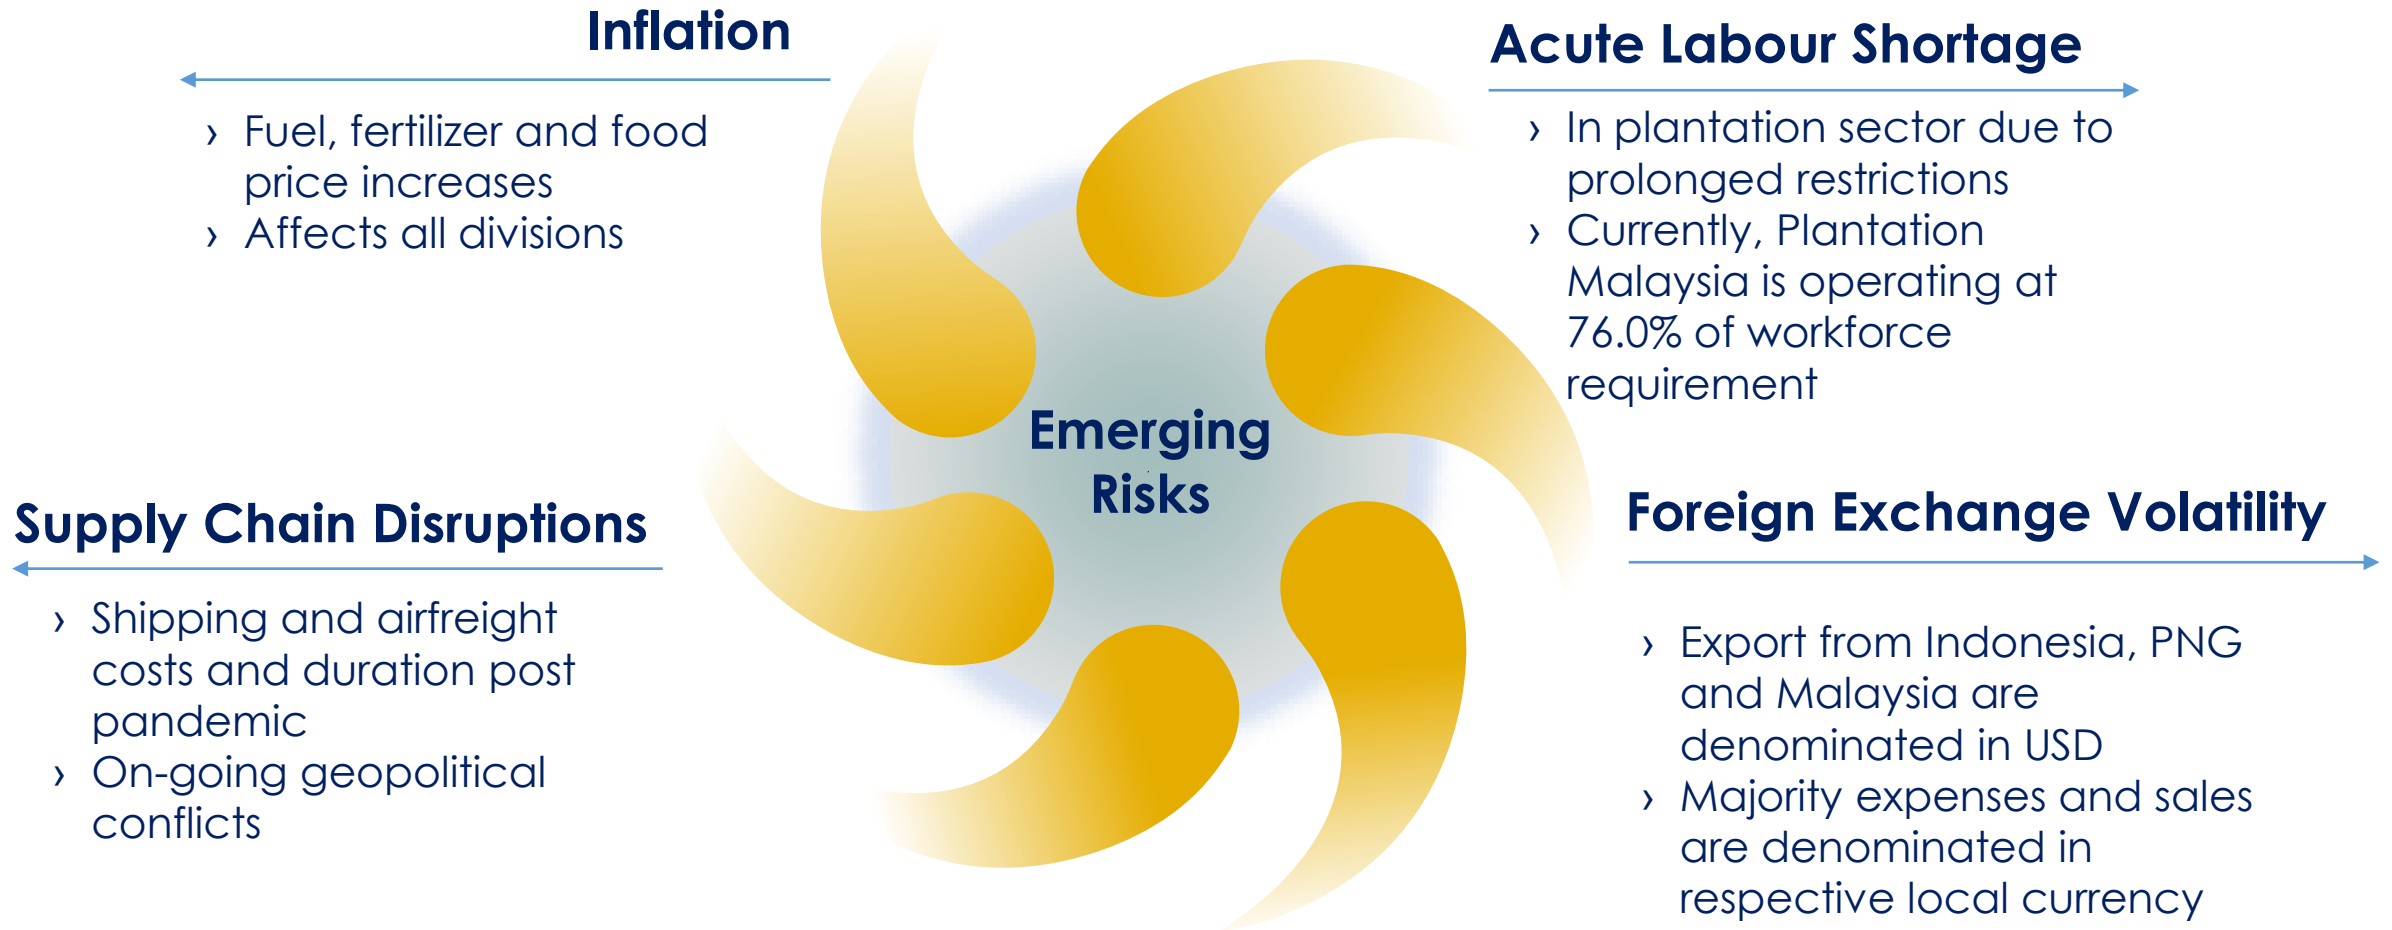 Inflation
› Fuel, fertilizer and food
price increases
› Affects all divisions
Acute Labour Shortage
› In plantation sector due to
prolonged restrictions
› Currently, Plantation
Malaysia is operating at
76.0% of workforce
requirement
Emerging
Risks
Supply Chain Disruptions
› Shipping and airfreight
costs and duration post
pandemic
› On-going geopolitical
conflicts
Foreign Exchange Volatility
› Export from Indonesia, PNG
and Malaysia are
denominated in USD
› Majority expenses and sales
are denominated in
respective local currency